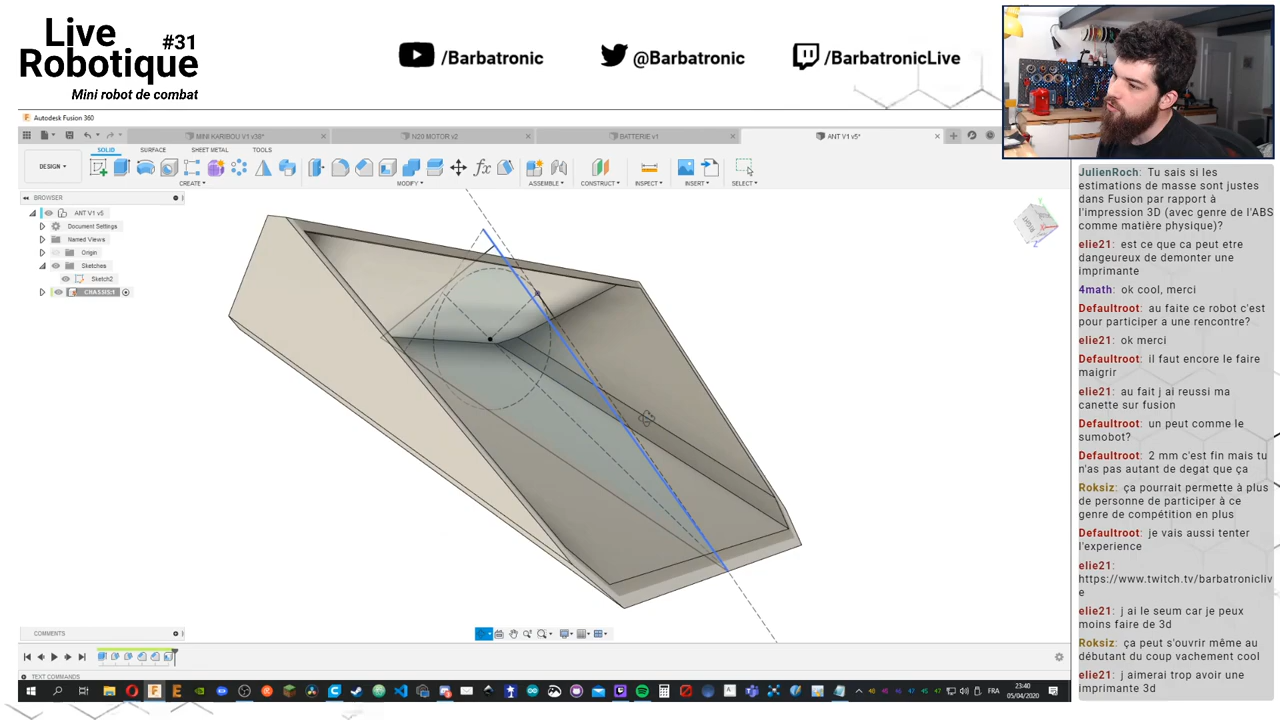 Live
Robotique #31
Mini robot de combat
/Barbatronic
@Barbatronic
/BarbatronicLive
Autodesk Fusion 360
MINI KARIBOU V1 v38*
N20 MOTOR v2
BATTERIE v1
ANT V1 v5*
SOLID
SURFACE
SHEET METAL
TOOLS
DESIGN
CREATE
MODIFY
ASSEMBLE
CONSTRUCT
INSPECT
INSERT
SELECT
BROWSER
ANT V1 v5
Document Settings
Named Views
Origin
Sketches
Sketch2
CHASSIS:1
COMMENTS
TEXT COMMANDS
FRA
23:40
05/04/2020
JulienRoch: Tu sais si les
estimations de masse sont justes
dans Fusion par rapport à
l'impression 3D (avec genre de l'ABS
comme matière physique)?
elie21: est ce que ca peut etre
dangeureux de demonter une
imprimante
4math: ok cool, merci
Defaultroot: au faite ce robot c'est
pour participer a une rencontre?
elie21: ok merci
Defaultroot: il faut encore le faire
maigrir
elie21: au fait j ai reussi ma
canette sur fusion
Defaultroot: un peut comme le
sumobot?
Defaultroot: 2 mm c'est fin mais tu
n'as pas autant de degat que ça
Roksiz: ça pourrait permette à plus
de personne de participer à ce
genre de compétition en plus
Defaultroot: je vais aussi tenter
l'experience
elie21:
https://www.twitch.tv/barbatronicliv
e
elie21: j ai le seum car je peux
moins faire de 3d
Roksiz: ça peut s'ouvrir même au
débutant du coup vachement cool
elie21: j aimerai trop avoir une
imprimante 3d